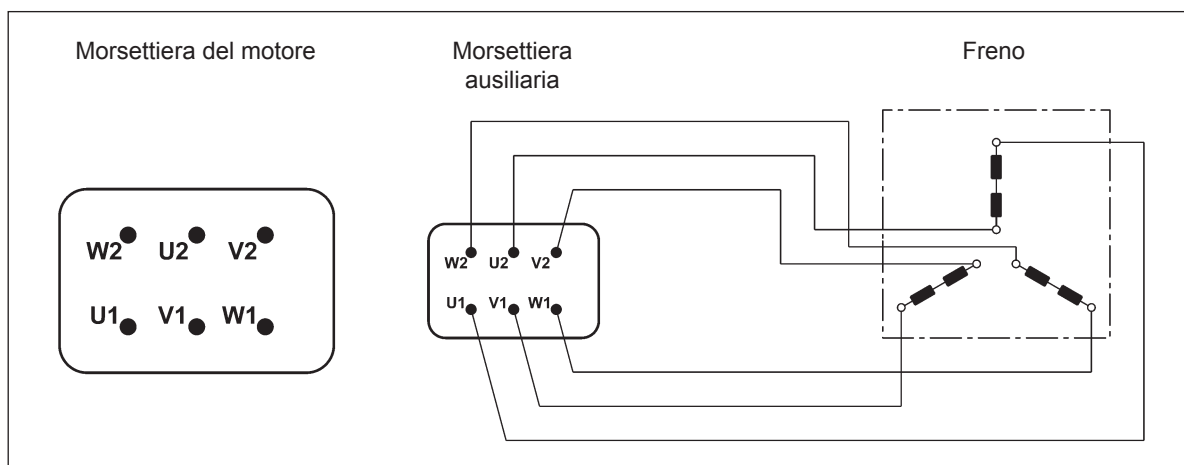 Morsettiera del motore
Morsettiera
ausiliaria
Freno
W2 U2 V2
U1 V1 W1
W2 U2 V2
U1 V1 W1